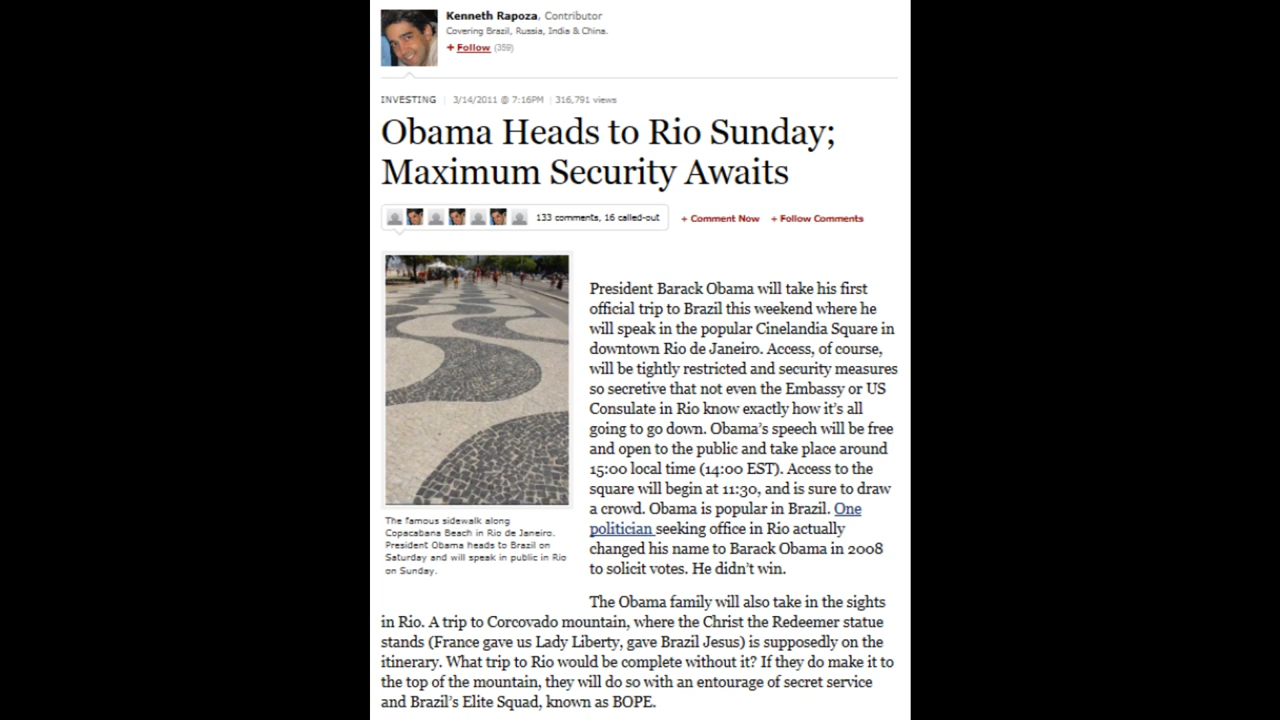 Kenneth Rapoza, Contributor
Covering Brazil, Russia, India & China.
+ Follow (359)
INVESTING | 3/14/2011 @ 7:16PM | 316,791 views
Obama Heads to Rio Sunday;
Maximum Security Awaits
133 comments, 16 called-out
+ Comment Now + Follow Comments
The famous sidewalk along
Copacabana Beach in Rio de Janeiro.
President Obama heads to Brazil on
Saturday and will speak in public in Rio
on Sunday.
President Barack Obama will take his first
official trip to Brazil this weekend where he
will speak in the popular Cinelandia Square in
downtown Rio de Janeiro. Access, of course,
will be tightly restricted and security measures
so secretive that not even the Embassy or US
Consulate in Rio know exactly how it's all
going to go down. Obama's speech will be free
and open to the public and take place around
15:00 local time (14:00 EST). Access to the
square will begin at 11:30, and is sure to draw
a crowd. Obama is popular in Brazil. One
politician seeking office in Rio actually
changed his name to Barack Obama in 2008
to solicit votes. He didn't win.
The Obama family will also take in the sights
in Rio. A trip to Corcovado mountain, where the Christ the Redeemer statue
stands (France gave us Lady Liberty, gave Brazil Jesus) is supposedly on the
itinerary. What trip to Rio would be complete without it? If they do make it to
the top of the mountain, they will do so with an entourage of secret service
and Brazil's Elite Squad, known as BOPE.